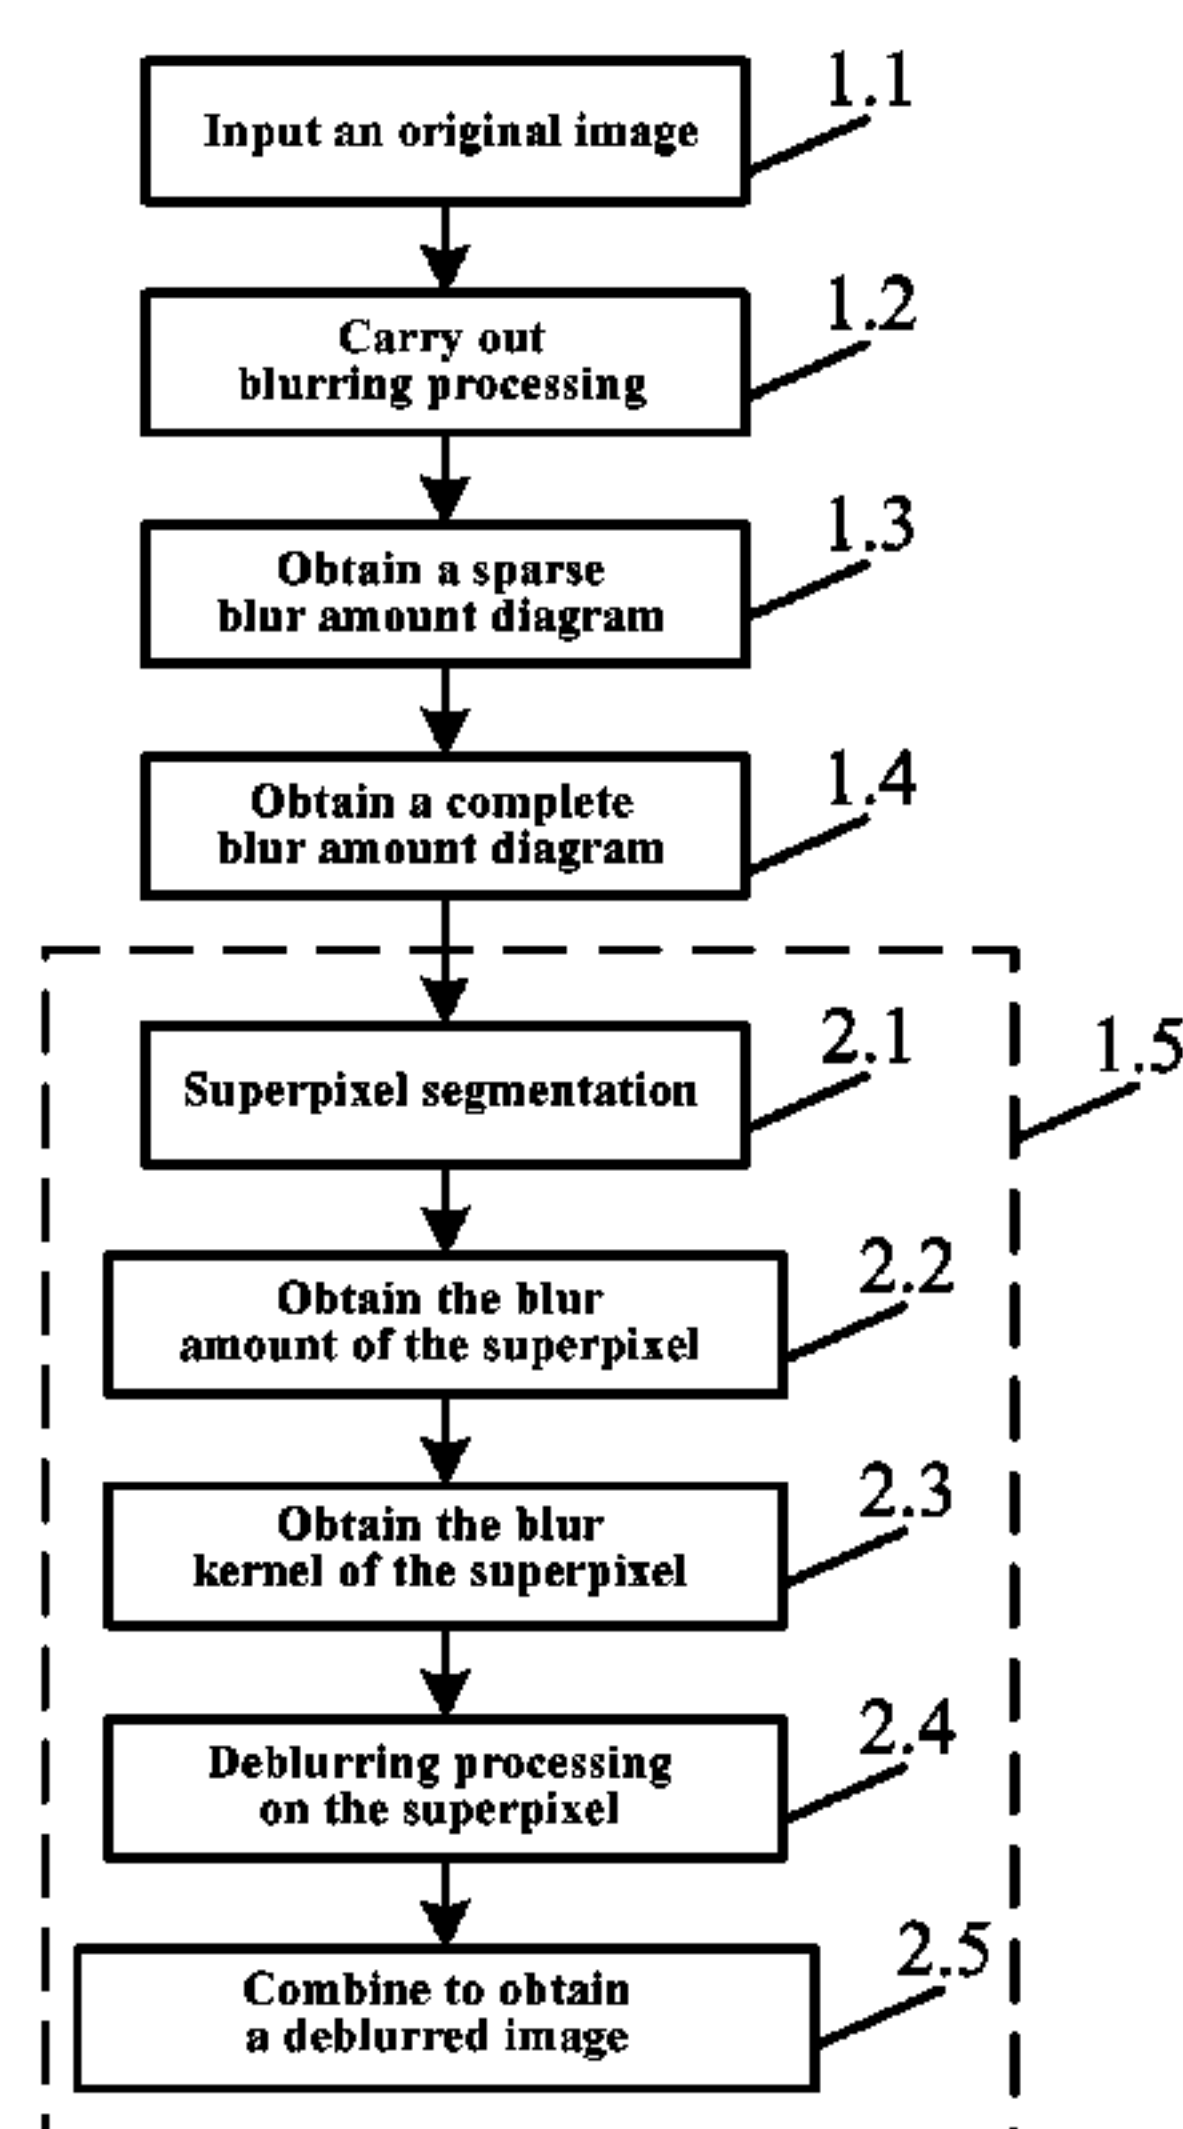 Input an original image
1.1
Carry out
blurring processing
1.2
Obtain a sparse
blur amount diagram
1.3
Obtain a complete
blur amount diagram
1.4
Superpixel segmentation
2.1
1.5
Obtain the blur
amount of the superpixel
2.2
Obtain the blur
kernel of the superpixel
2.3
Deblurring processing
on the superpixel
2.4
Combine to obtain
a deblurred image
2.5